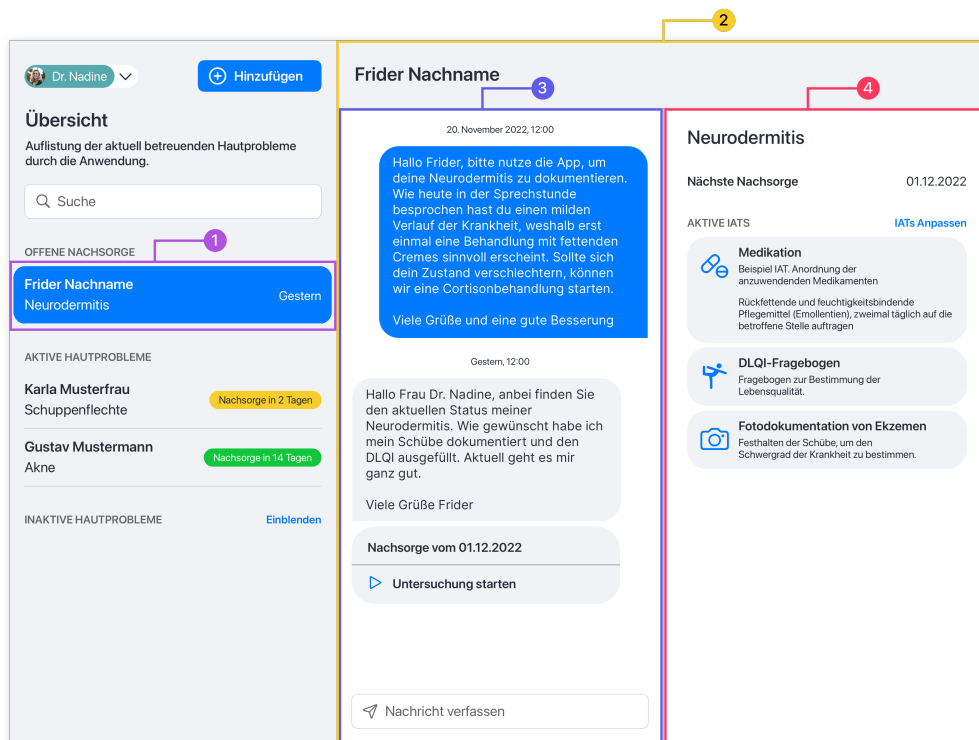 2
Dr. Nadine
Hinzufügen
Übersicht
Auflistung der aktuell betreuenden Hautprobleme
durch die Anwendung.
Suche
1
OFFENE NACHSORGE
Frider Nachname
Neurodermitis
Gestern
AKTIVE HAUTPROBLEME
Karla Musterfrau
Schuppenflechte
Nachsorge in 2 Tagen
Gustav Mustermann
Akne
Nachsorge in 14 Tagen
INAKTIVE HAUTPROBLEME
Einblenden
Frider Nachname
3
20. November 2022, 12:00
Hallo Frider, bitte nutze die App, um
deine Neurodermitis zu dokumentieren.
Wie heute in der Sprechstunde
besprochen hast du einen milden
Verlauf der Krankheit, weshalb erst
einmal eine Behandlung mit fettenden
Cremes sinnvoll erscheint. Sollte sich
dein Zustand verschlechtern, können
wir eine Cortisonbehandlung starten.
Viele Grüße und eine gute Besserung
Gestern, 12:00
Hallo Frau Dr. Nadine, anbei finden Sie
den aktuellen Status meiner
Neurodermitis. Wie gewünscht habe ich
mein Schübe dokumentiert und den
DLQI ausgefüllt. Aktuell geht es mir
ganz gut.
Viele Grüße Frider
Nachsorge vom 01.12.2022
Untersuchung starten
Nachricht verfassen
4
Neurodermitis
Nächste Nachsorge 01.12.2022
AKTIVE IATS IATs Anpassen
Medikation
Beispiel IAT. Anordnung der
anzuwendenden Medikamenten
Rückfettende und feuchtigkeitsbindende
Pflegemittel (Emollentien), zweimal täglich auf die
betroffene Stelle auftragen
DLQI-Fragebogen
Fragebogen zur Bestimmung der
Lebensqualität.
Fotodokumentation von Ekzemen
Festhalten der Schübe, um den
Schwergrad der Krankheit zu bestimmen.